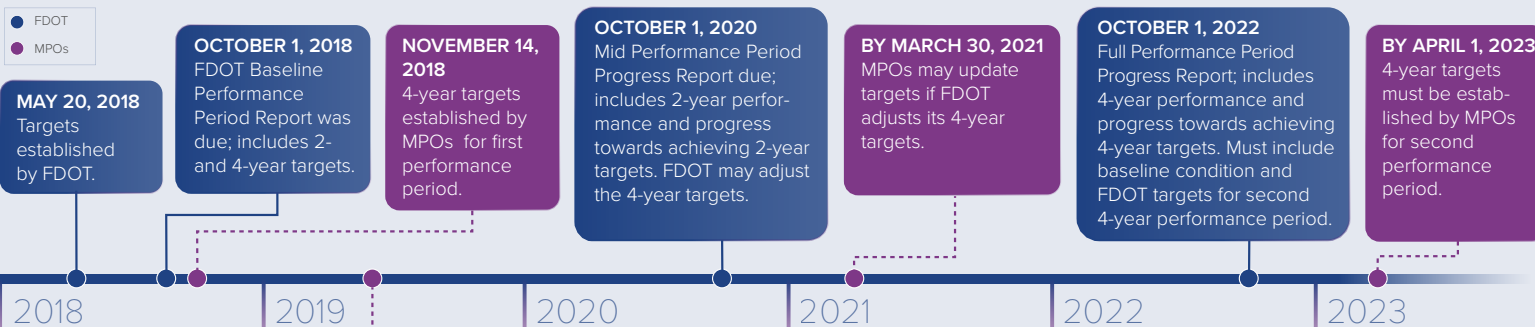 FDOT
MPOs
MAY 20, 2018
Targets
established
by FDOT.
OCTOBER 1, 2018
FDOT Baseline
Performance
Period Report was
due; includes 2-
and 4-year targets.
NOVEMBER 14,
2018
4-year targets
established by
MPOs for first
performance
period.
OCTOBER 1, 2020
Mid Performance Period
Progress Report due;
includes 2-year perfor-
mance and progress
towards achieving 2-year
targets. FDOT may adjust
the 4-year targets.
BY MARCH 30, 2021
MPOs may update
targets if FDOT
adjusts its 4-year
targets.
OCTOBER 1, 2022
Full Performance Period
Progress Report; includes
4-year performance and
progress towards achieving
4-year targets. Must include
baseline condition and
FDOT targets for second
4-year performance period.
BY APRIL 1, 2023
4-year targets
must be estab-
lished by MPOs
for second
performance
period.
2018
2019
2020
2021
2022
2023